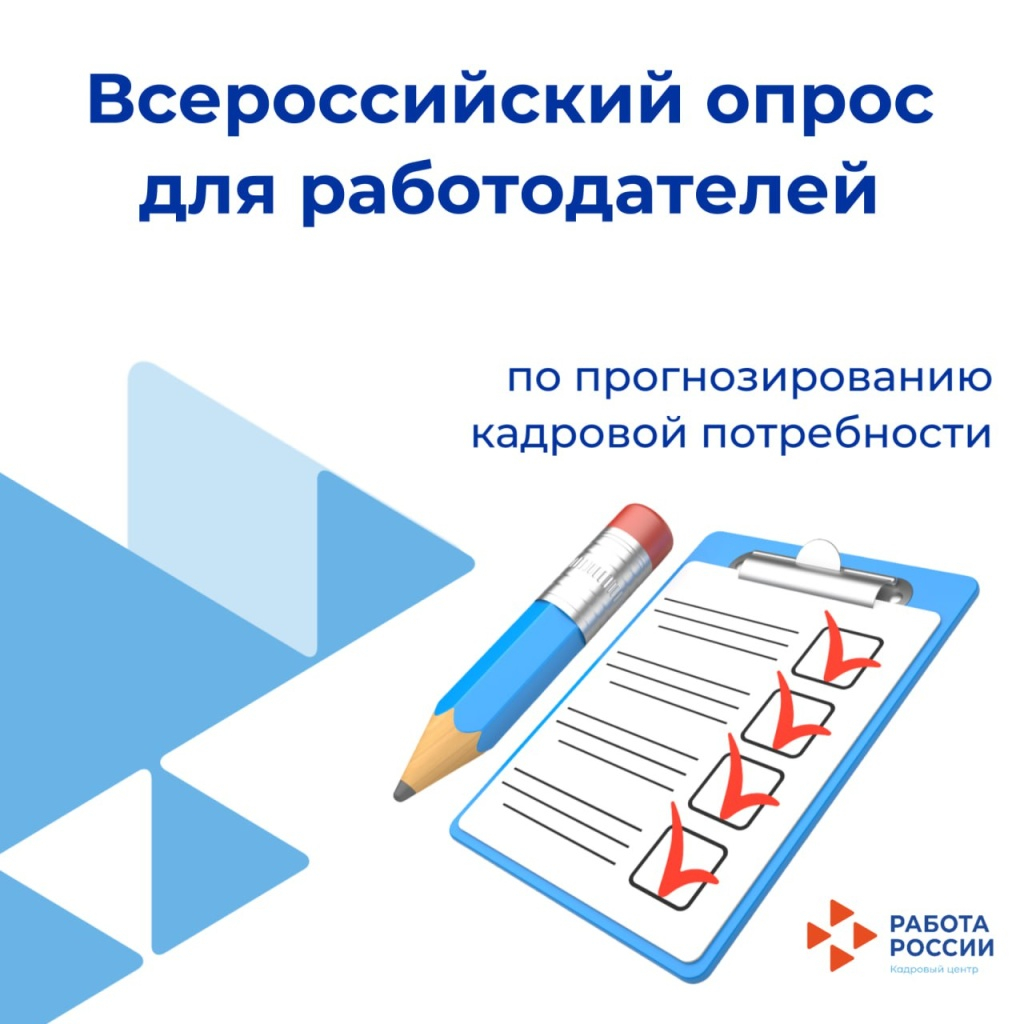 Всероссийский опрос
для работодателей
по прогнозированию
кадровой потребности
РАБОТА
РОССИИ
Кадровый центр